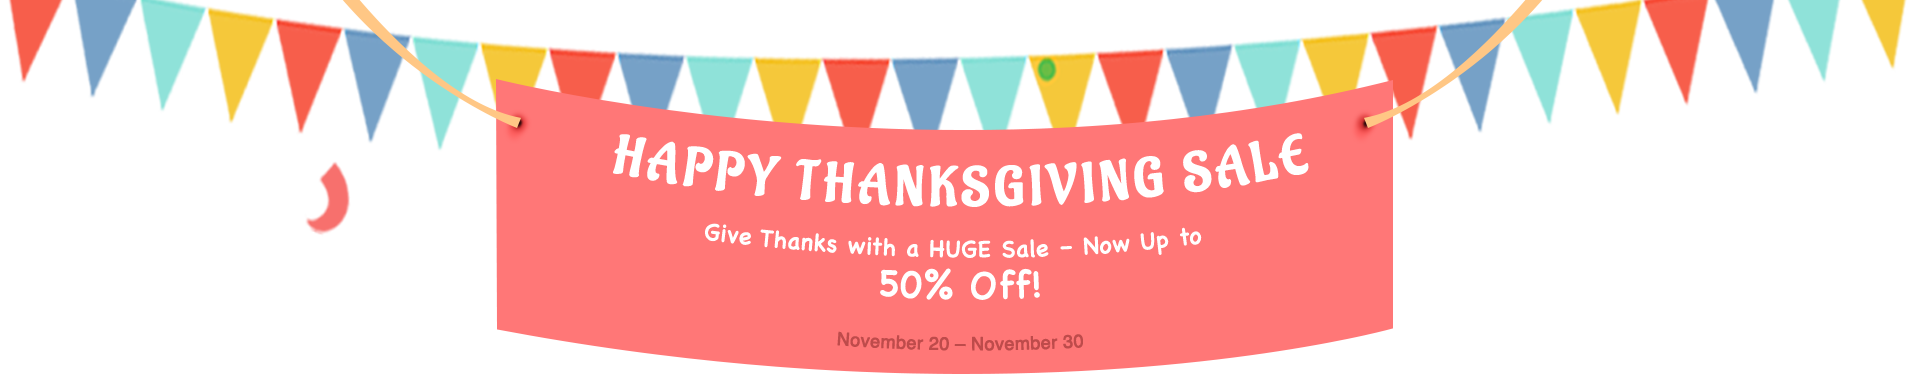 HAPPY THANKSGIVING SALE
Give Thanks with a HUGE Sale – Now Up to
50% Off!
November 20 – November 30